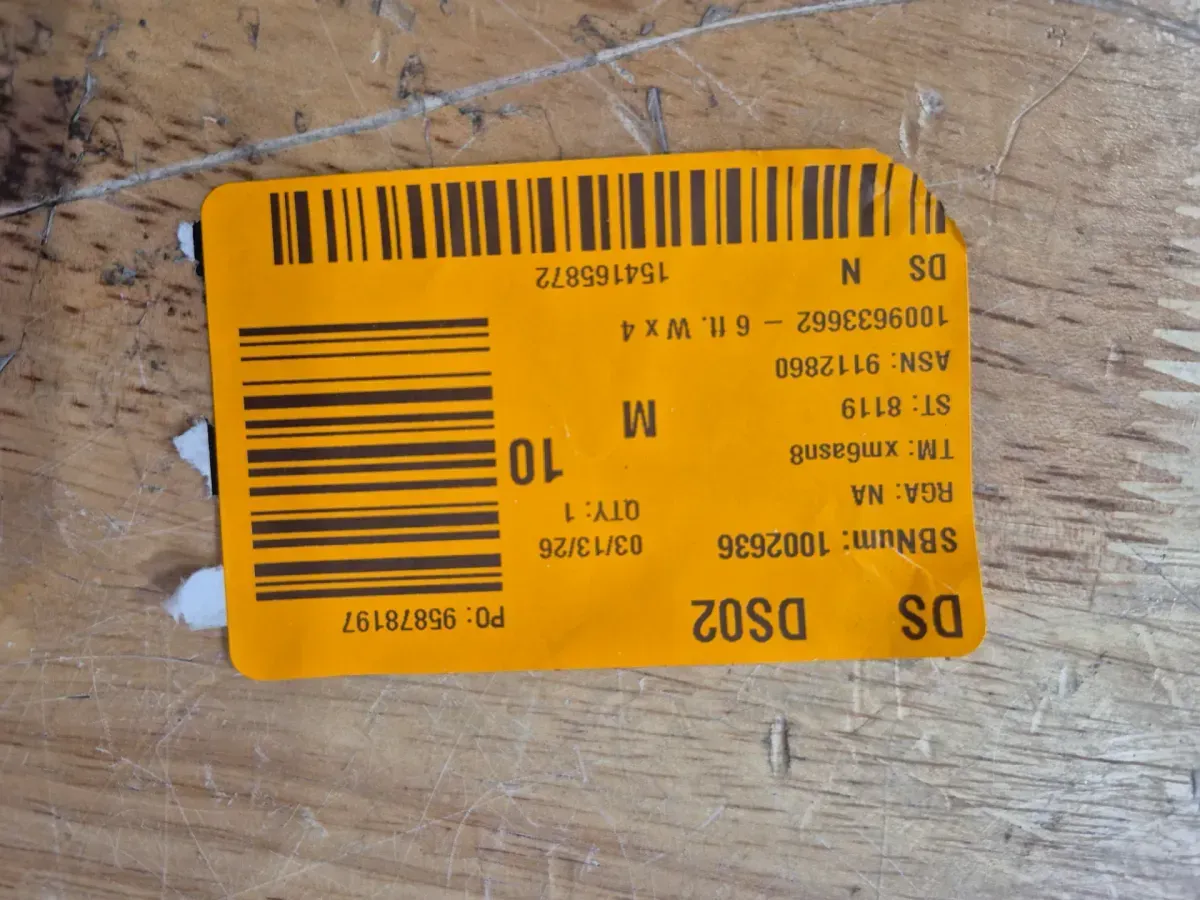 DS DS02
PO: 95878197
SBNum: 1002636 03/13/26
RGA: NA QTY: 1
TM: xm6asn8 10
ST: 8119 M
ASN: 9112860
1009633662 – 6 ft. W x 4
DS N 154165872